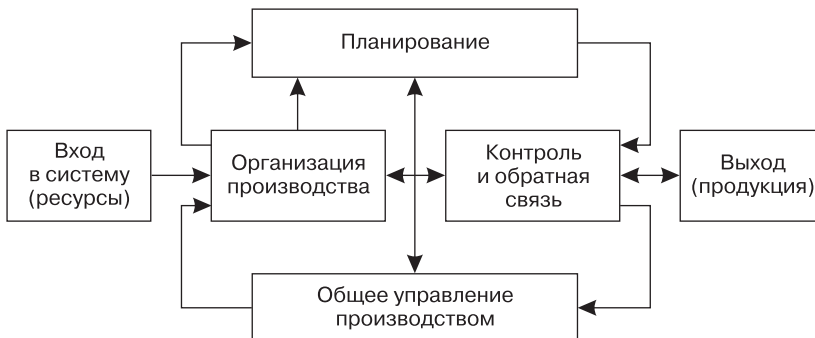 Планирование
Вход
в систему
(ресурсы)
Организация
производства
Контроль
и обратная
связь
Выход
(продукция)
Общее управление
производством